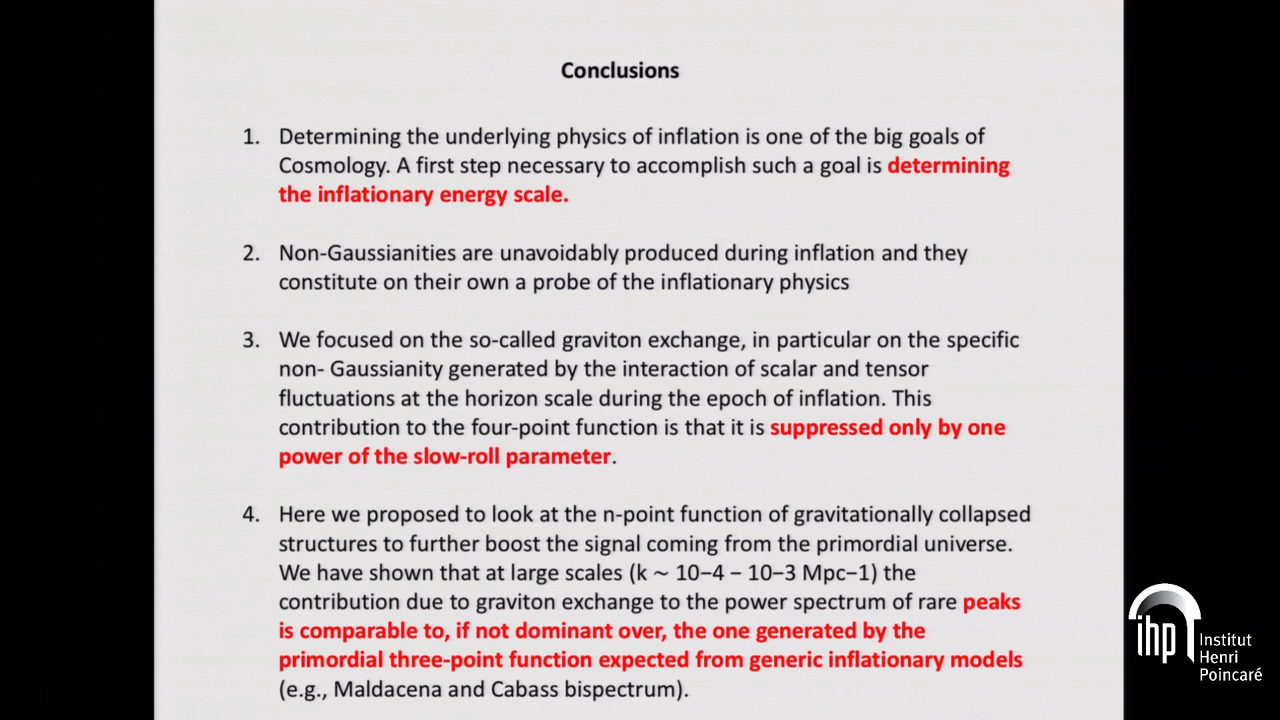 Conclusions
1. Determining the underlying physics of inflation is one of the big goals of
Cosmology. A first step necessary to accomplish such a goal is determining
the inflationary energy scale.
2. Non-Gaussianities are unavoidably produced during inflation and they
constitute on their own a probe of the inflationary physics
3. We focused on the so-called graviton exchange, in particular on the specific
non- Gaussianity generated by the interaction of scalar and tensor
fluctuations at the horizon scale during the epoch of inflation. This
contribution to the four-point function is that it is suppressed only by one
power of the slow-roll parameter.
4. Here we proposed to look at the n-point function of gravitationally collapsed
structures to further boost the signal coming from the primordial universe.
We have shown that at large scales (k ∼ 10−4 − 10−3 Mpc−1) the
contribution due to graviton exchange to the power spectrum of rare peaks
is comparable to, if not dominant over, the one generated by the
primordial three-point function expected from generic inflationary models
(e.g., Maldacena and Cabass bispectrum).
ihp
Institut
Henri
Poincaré